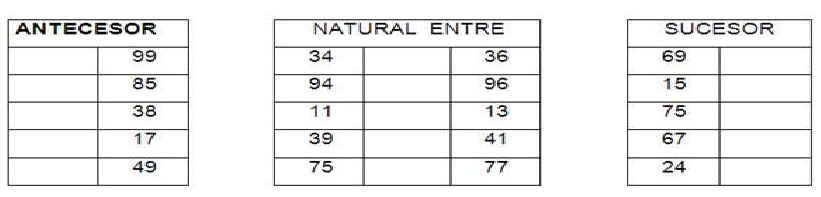 ANTECESOR NATURAL ENTRE SUCESOR
99 34 36 69
85 94 96 15
38 11 13 75
17 39 41 67
49 75 77 24